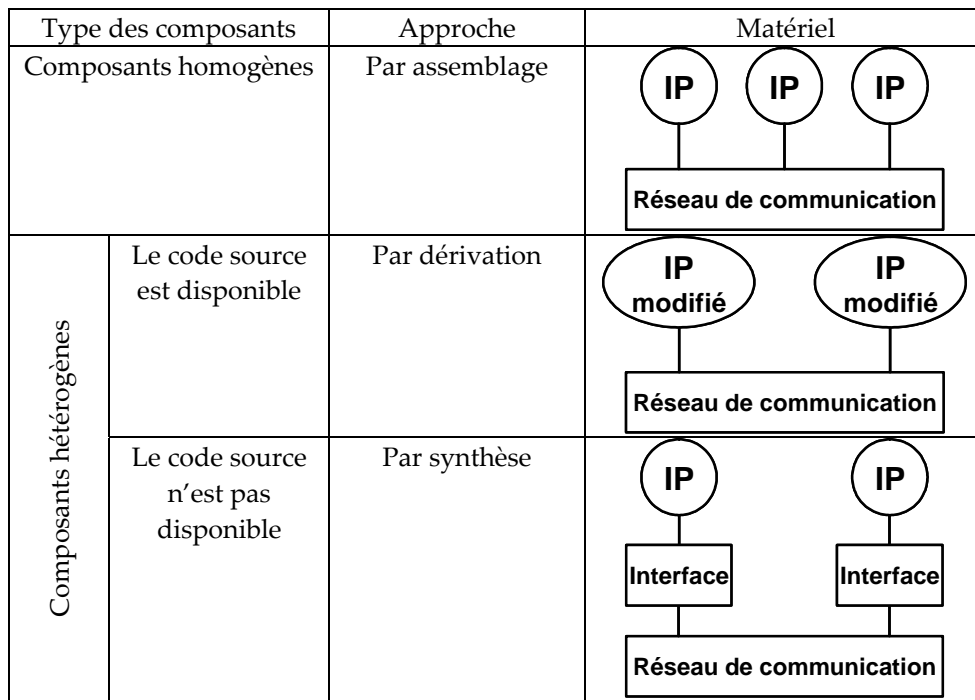 Type des composants
Approche
Matériel
Composants homogènes
Par assemblage
IP
IP
IP
Réseau de communication
Composants hétérogènes
Le code source
est disponible
Par dérivation
IP
modifié
IP
modifié
Réseau de communication
Le code source
n’est pas
disponible
Par synthèse
IP
IP
Interface
Interface
Réseau de communication